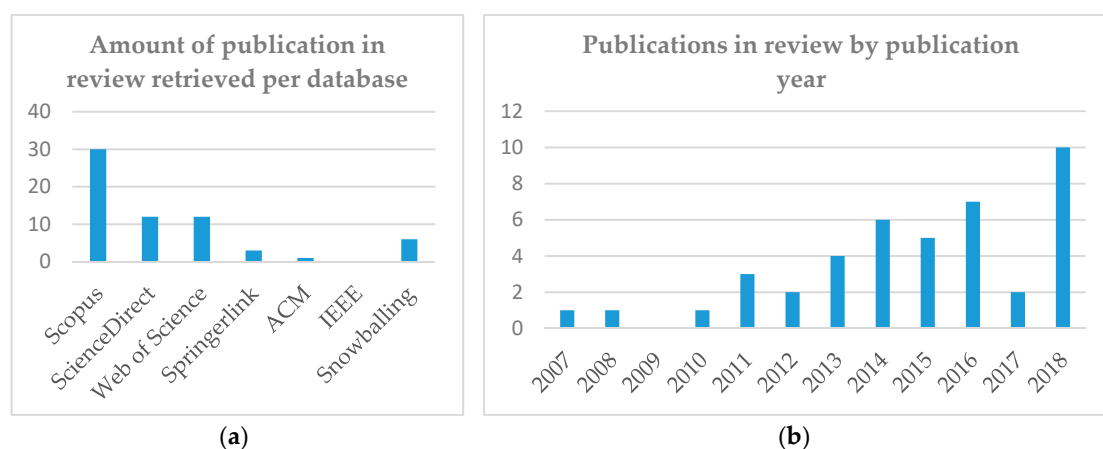 Amount of publication in
review retrieved per database
40
30
20
10
0
Scopus
ScienceDirect
Web of Science
Springerlink
ACM
IEEE
Snowballing
(a)
Publications in review by publication
year
12
10
8
6
4
2
0
2007
2008
2009
2010
2011
2012
2013
2014
2015
2016
2017
2018
(b)